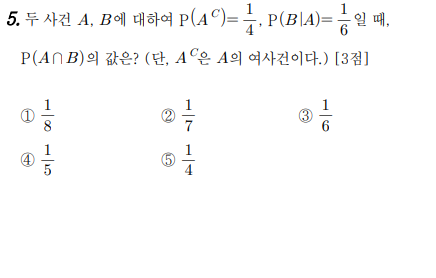 5. 두 사건 A, B에 대하여 P(A^C)=1/4, P(B|A)=1/6일 때,
P(A∩B)의 값은? (단, A^C은 A의 여사건이다.) [3점]
① 1/8 ② 1/7 ③ 1/6
④ 1/5 ⑤ 1/4